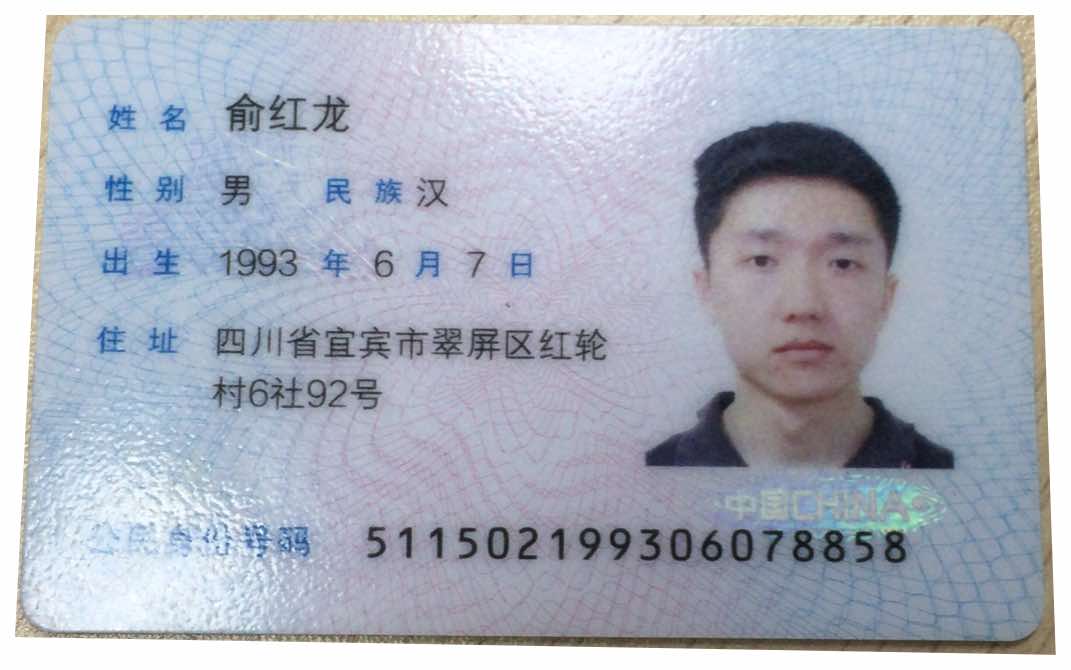 姓名 俞红龙
性别 男 民族 汉
出生 1993 年 6 月 7 日
住址 四川省宜宾市翠屏区红轮
村6社92号
中国CHINA
公民身份号码 511502199306078858